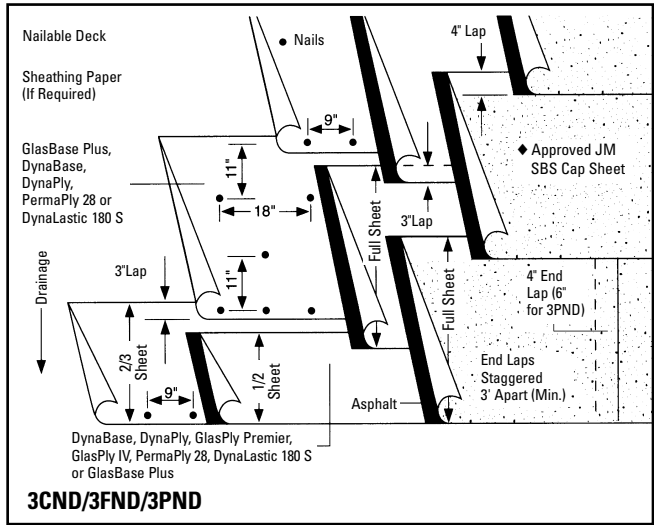 Nailable Deck
Nails
4" Lap
Sheathing Paper
(If Required)
9"
GlasBase Plus,
DynaBase,
DynaPly,
PermaPly 28 or
DynaLastic 180 S
11"
18"
♦ Approved JM
SBS Cap Sheet
3"Lap
Full Sheet
Full Sheet
Drainage
3"Lap
11"
4" End
Lap (6"
for 3PND)
2/3
Sheet
9"
1/2
Sheet
End Laps
Staggered
3' Apart (Min.)
Asphalt
DynaBase, DynaPly, GlasPly Premier,
GlasPly IV, PermaPly 28, DynaLastic 180 S
or GlasBase Plus
3CND/3FND/3PND